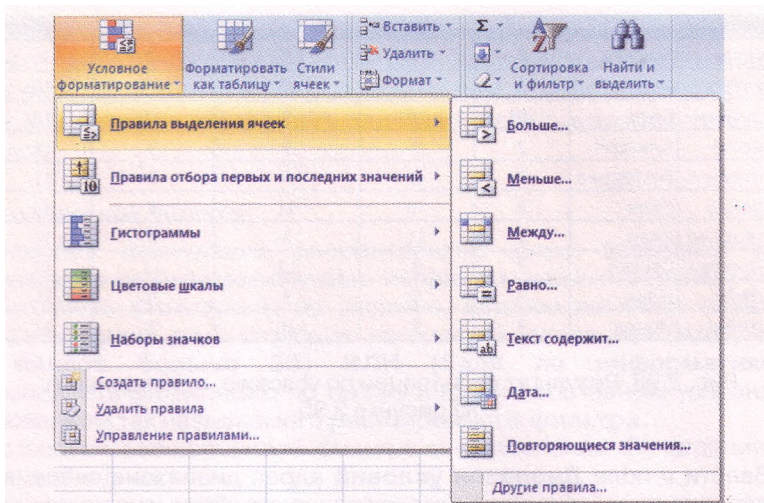 Вставить
Удалить
Формат
Условное форматирование
Форматировать как таблицу
Стили ячеек
Σ
Сортировка и фильтр
Найти и выделить
Правила выделения ячеек
Правила отбора первых и последних значений
Гистограммы
Цветовые шкалы
Наборы значков
Создать правило...
Удалить правила
Управление правилами...
Больше...
Меньше...
Между...
Равно...
Текст содержит...
Дата...
Повторяющиеся значения...
Другие правила...